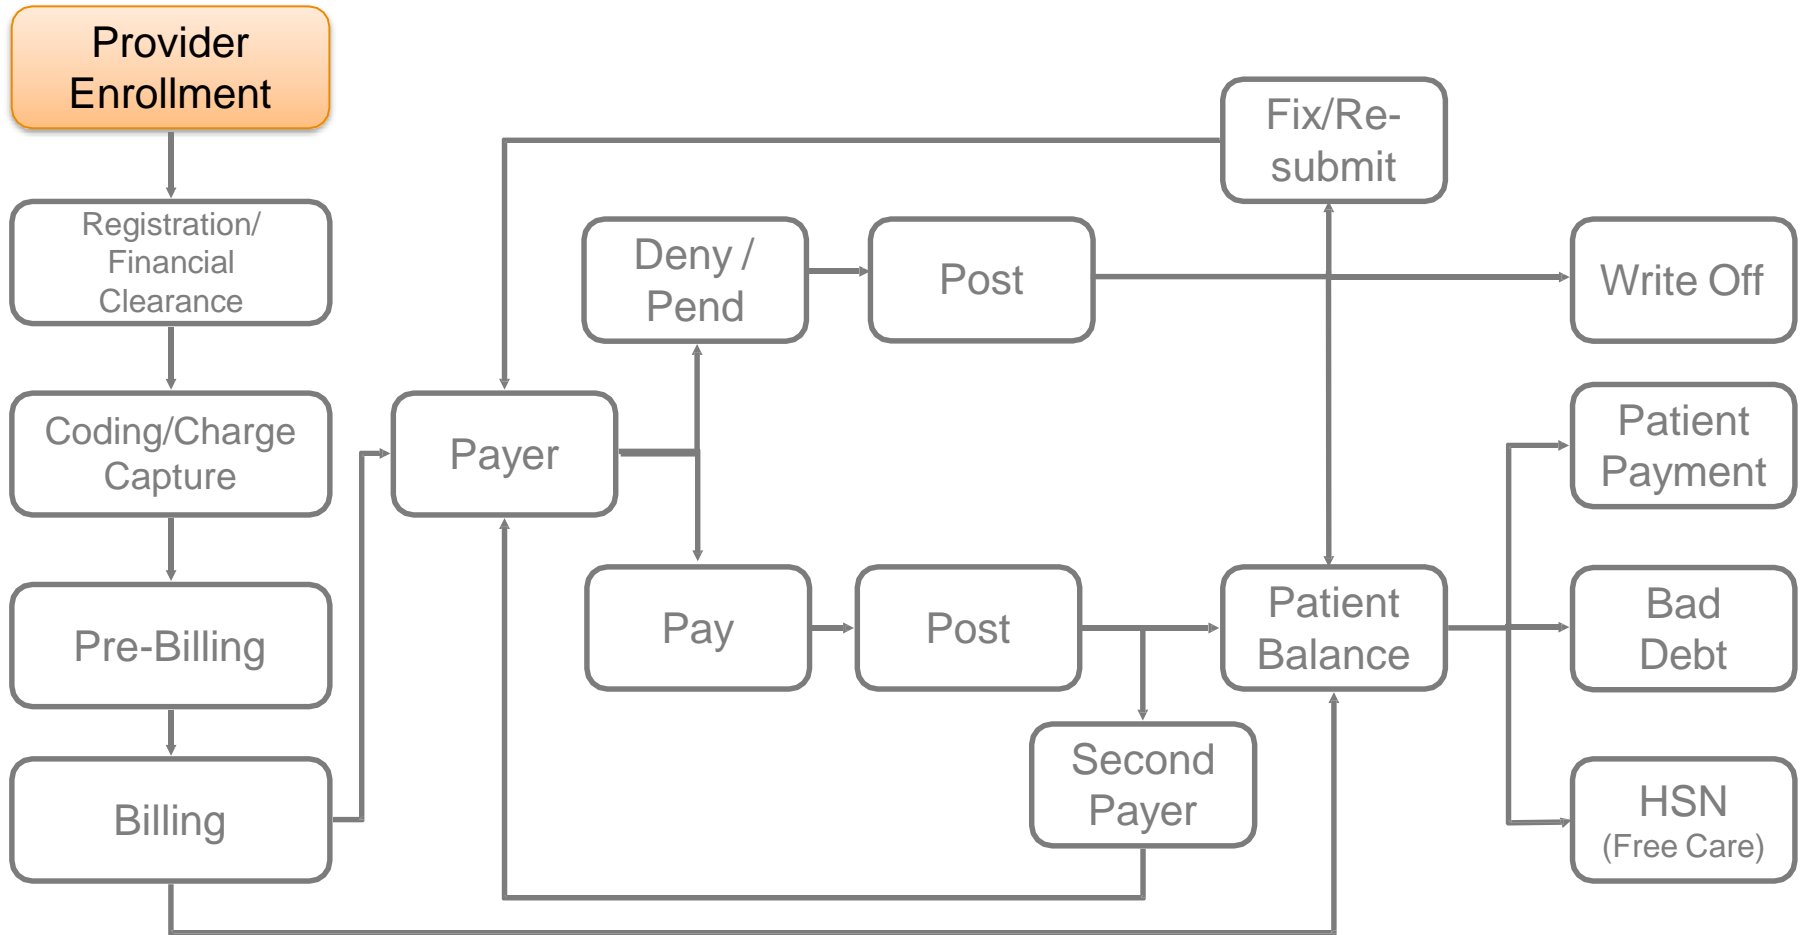 Provider
Enrollment
Registration/
Financial
Clearance
Coding/Charge
Capture
Pre-Billing
Billing
Payer
Deny /
Pend
Post
Pay
Post
Second
Payer
Fix/Re-
submit
Patient
Balance
Write Off
Patient
Payment
Bad
Debt
HSN
(Free Care)